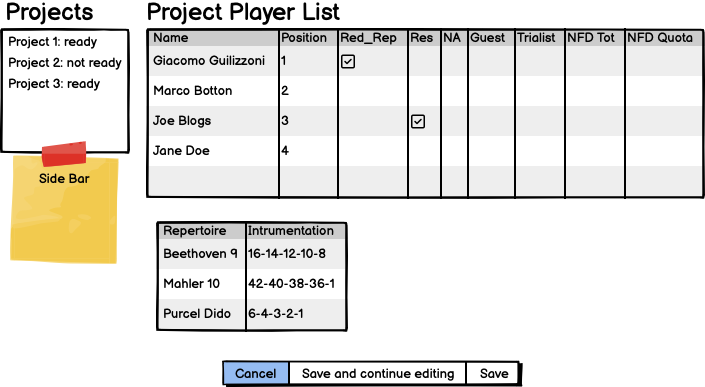 Projects
Project 1: ready
Project 2: not ready
Project 3: ready
Side Bar
Project Player List
Name Position Red_Rep Res NA Guest Trialist NFD Tot NFD Quota
Giacomo Guilizzoni 1
Marco Botton 2
Joe Blogs 3
Jane Doe 4
Repertoire Intrumentation
Beethoven 9 16-14-12-10-8
Mahler 10 42-40-38-36-1
Purcel Dido 6-4-3-2-1
Cancel Save and continue editing Save